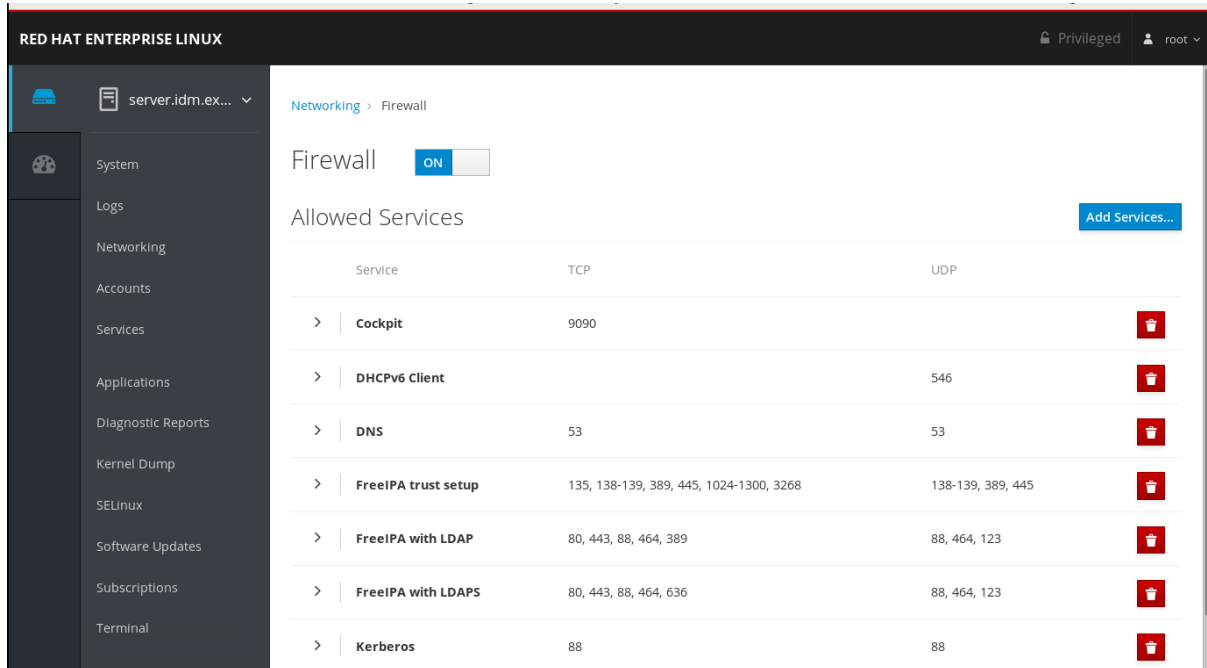 RED HAT ENTERPRISE LINUX
Privileged
root
server.idm.ex...
System
Logs
Networking
Accounts
Services
Applications
Diagnostic Reports
Kernel Dump
SELinux
Software Updates
Subscriptions
Terminal
Networking > Firewall
Firewall ON
Allowed Services
Add Services...
Service TCP UDP
Cockpit 9090
DHCPv6 Client 546
DNS 53 53
FreeIPA trust setup 135, 138-139, 389, 445, 1024-1300, 3268 138-139, 389, 445
FreeIPA with LDAP 80, 443, 88, 464, 389 88, 464, 123
FreeIPA with LDAPS 80, 443, 88, 464, 636 88, 464, 123
Kerberos 88 88